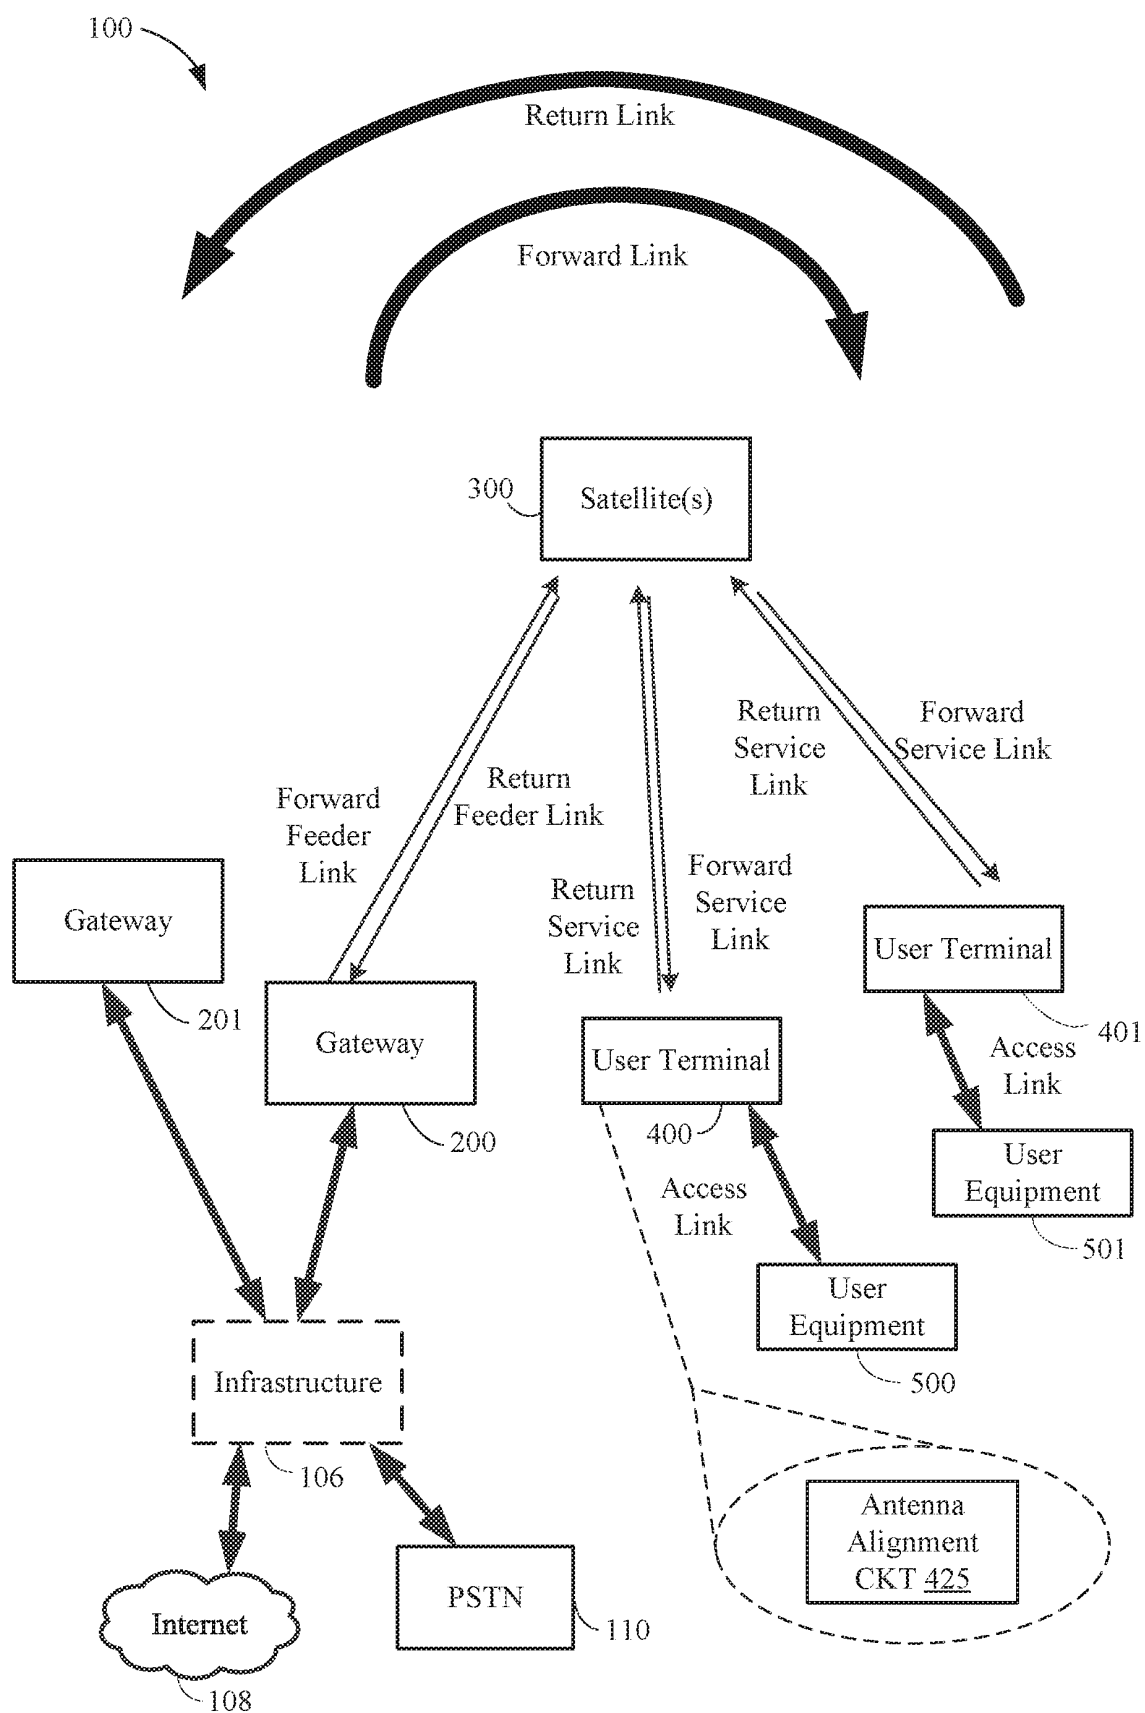 100
Return Link
Forward Link
300
Satellite(s)
Return
Service
Link
Forward
Service Link
Forward
Feeder
Link
Return
Feeder Link
Return
Service
Link
Forward
Service
Link
Gateway
201
Gateway
200
User Terminal
400
User Terminal
401
Access
Link
User
Equipment
501
Access
Link
User
Equipment
500
Infrastructure
106
Antenna
Alignment
CKT 425
Internet
108
PSTN
110